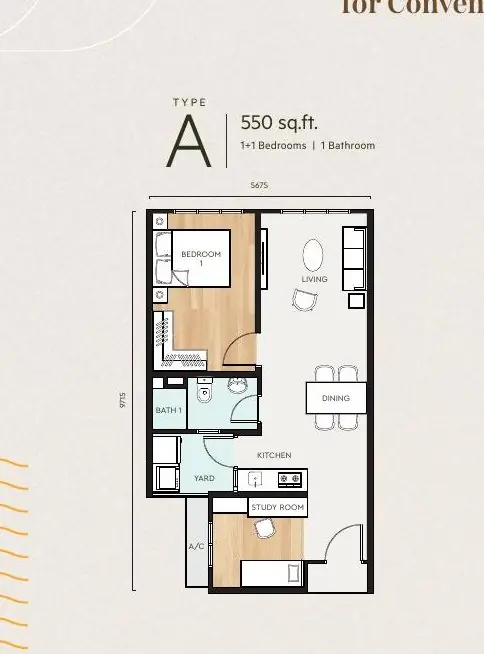 for Conven
TYPE
A
550 sq.ft.
1+1 Bedrooms | 1 Bathroom
5675
9715
BEDROOM
1
LIVING
DINING
BATH 1
KITCHEN
YARD
STUDY ROOM
A/C